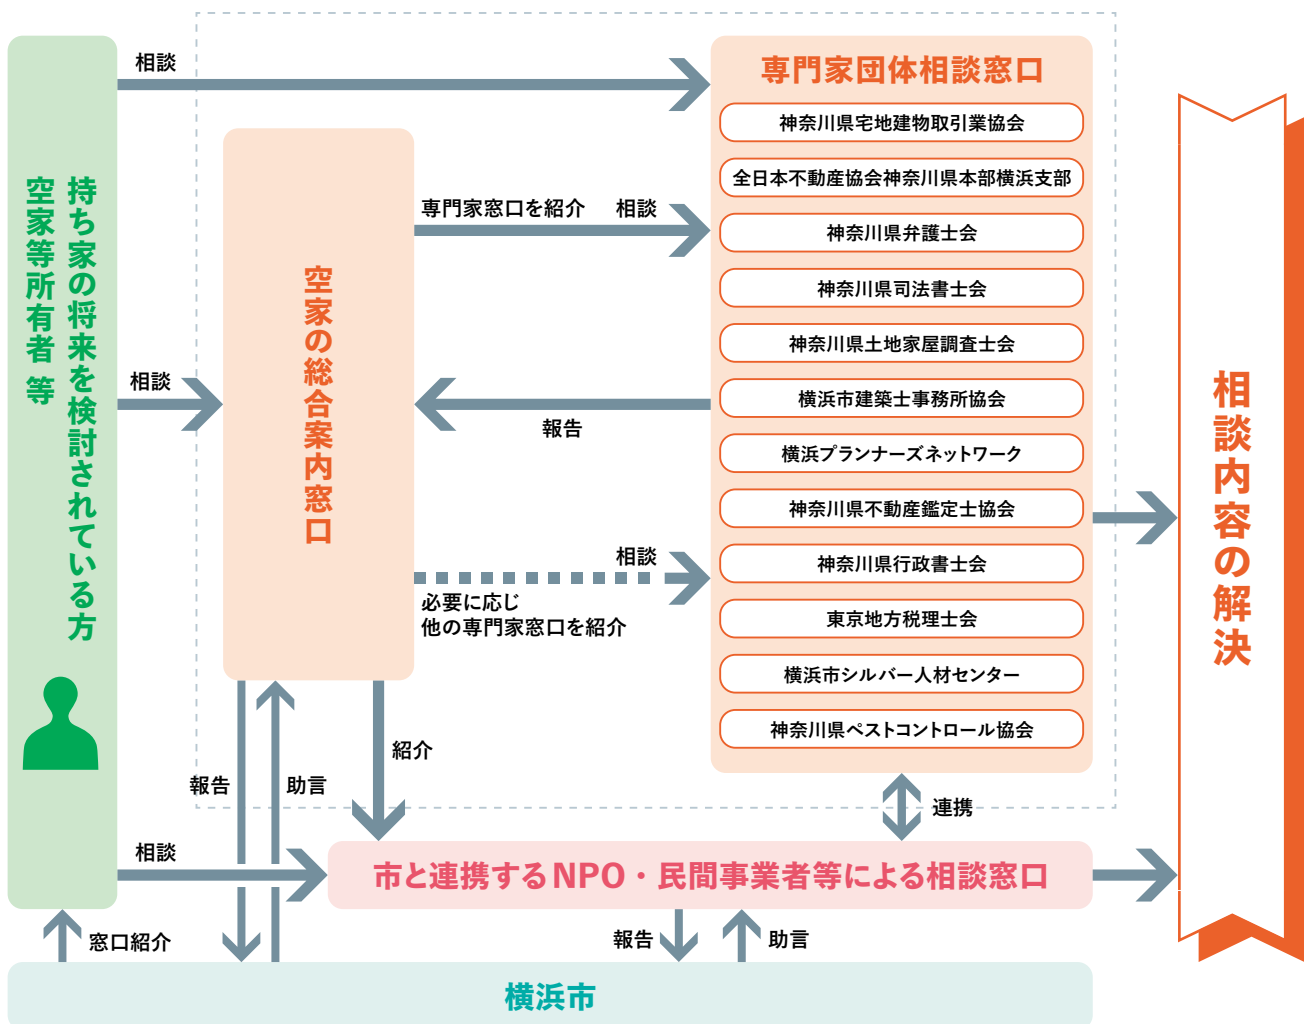 持ち家の将来を検討されている方
空家等所有者 等
相談
相談
相談
窓口紹介
空家の総合案内窓口
専門家窓口を紹介
相談
報告
相談
必要に応じ
他の専門家窓口を紹介
報告
助言
紹介
専門家団体相談窓口
神奈川県宅地建物取引業協会
全日本不動産協会神奈川県本部横浜支部
神奈川県弁護士会
神奈川県司法書士会
神奈川県土地家屋調査士会
横浜市建築士事務所協会
横浜プランナーズネットワーク
神奈川県不動産鑑定士協会
神奈川県行政書士会
東京地方税理士会
横浜市シルバー人材センター
神奈川県ペストコントロール協会
連携
市と連携するNPO・民間事業者等による相談窓口
報告
助言
横浜市
相談内容の解決